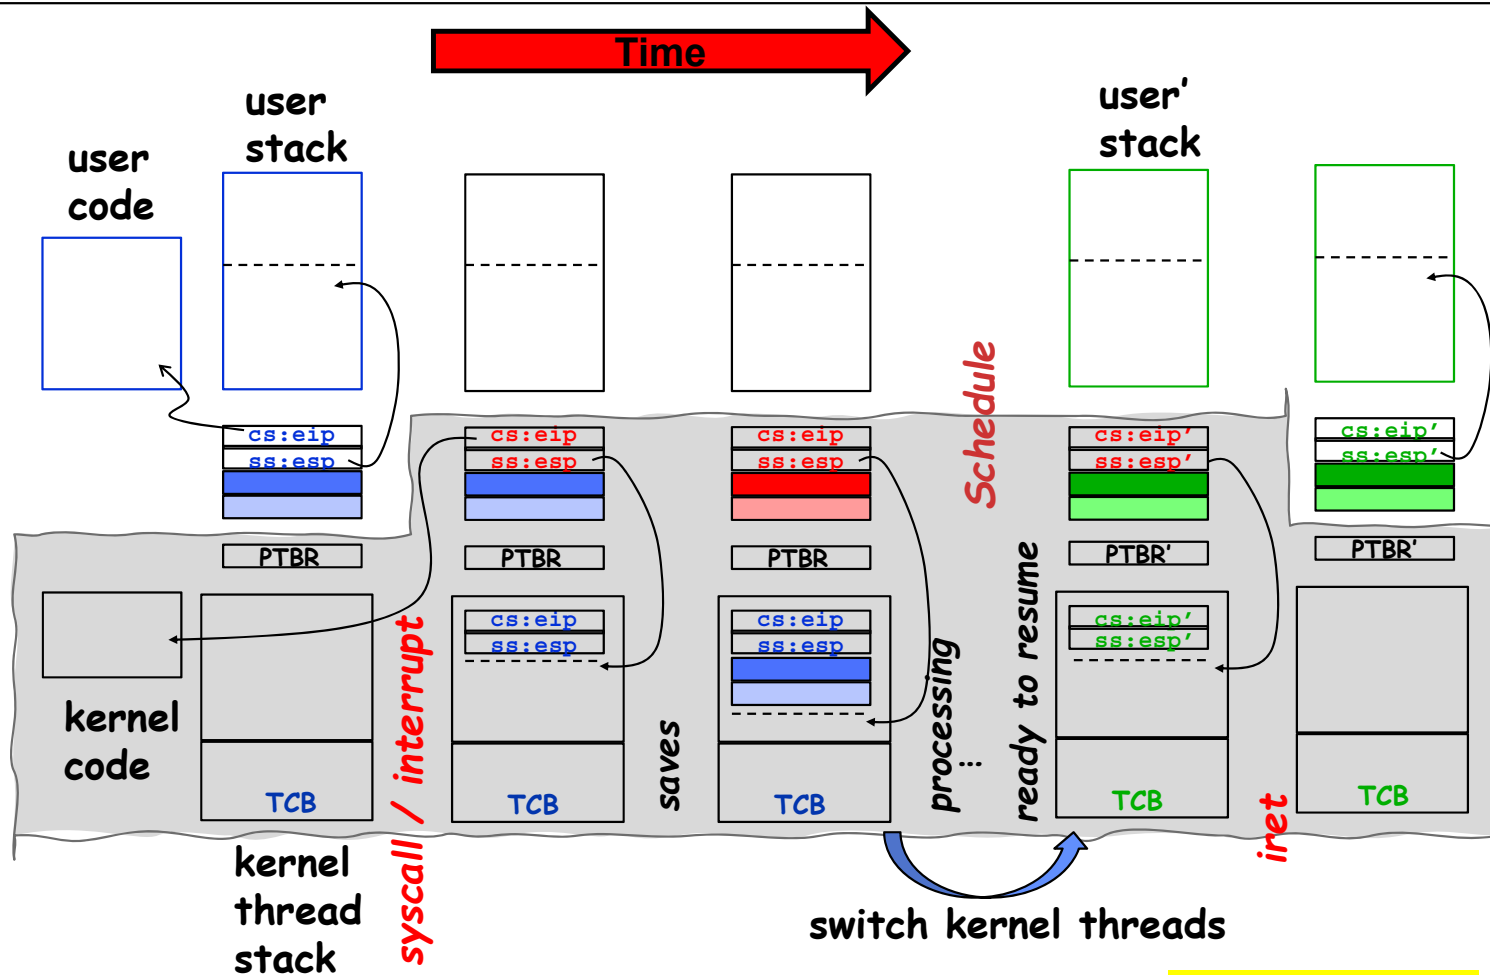 Time
user
stack
user'
stack
user
code
cs:eip
ss:esp
cs:eip
ss:esp
cs:eip
ss:esp
Schedule
cs:eip'
ss:esp'
cs:eip'
ss:esp'
PTBR
PTBR
PTBR
PTBR'
PTBR'
cs:eip
ss:esp
cs:eip
ss:esp
cs:eip'
ss:esp'
kernel
code
syscall / interrupt
saves
processing
...
ready to resume
iret
TCB
TCB
TCB
TCB
TCB
kernel
thread
stack
switch kernel threads